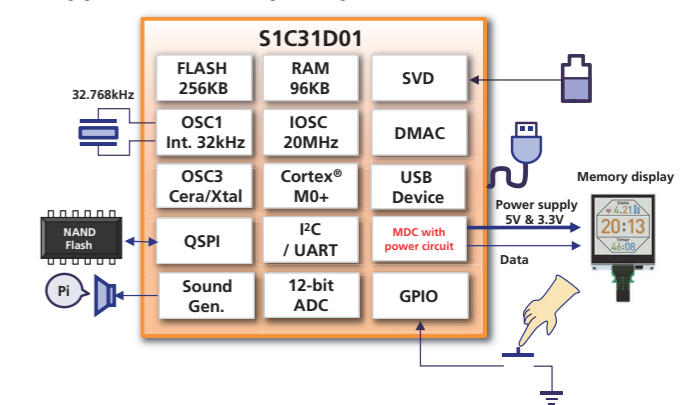 S1C31D01
FLASH
256KB
RAM
96KB
SVD
32.768kHz
OSC1
Int. 32kHz
IOSC
20MHz
DMAC
OSC3
Cera/Xtal
Cortex®
M0+
USB
Device
Memory display
Power supply
5V & 3.3V
NAND
Flash
QSPI
I²C
/ UART
MDC with
power circuit
Data
Date
4.21
20:13
Timer
46:08
Pi
Sound
Gen.
12-bit
ADC
GPIO